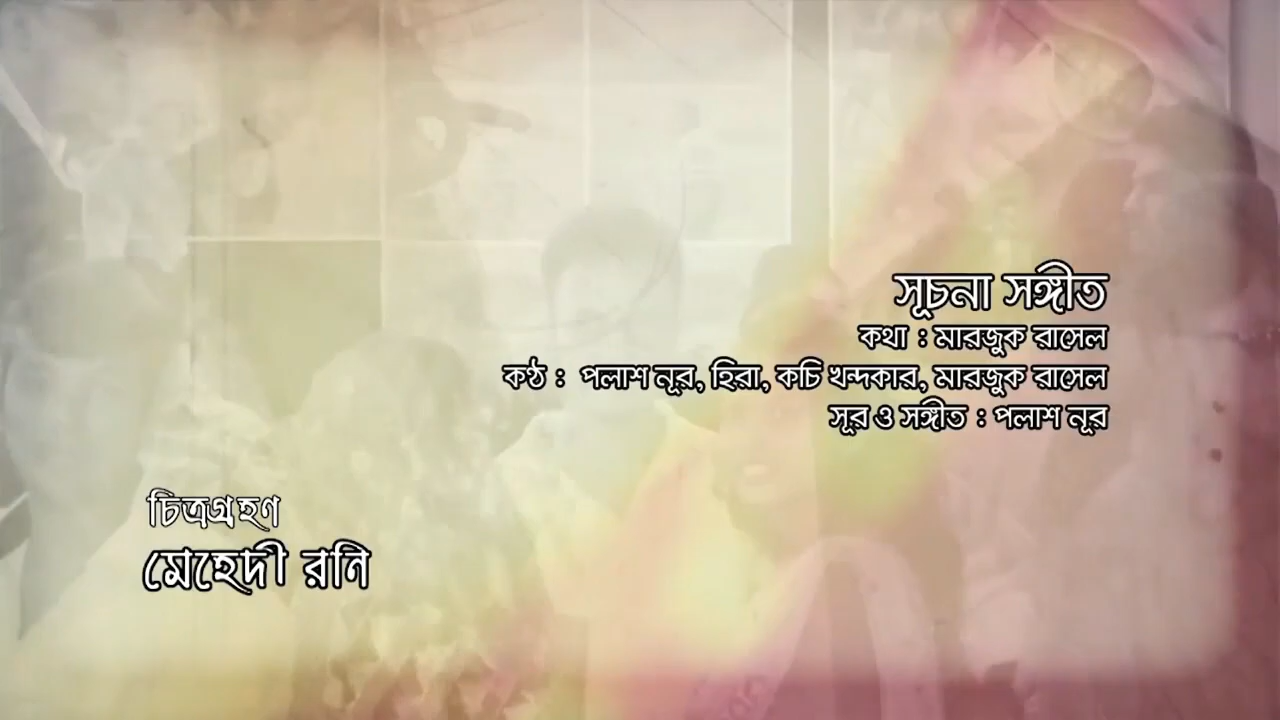 সূচনা সঙ্গীত
কথা : মারজুক রাসেল
কণ্ঠ : পলাশ নূর, হিরা, কচি খন্দকার, মারজুক রাসেল
সূর ও সঙ্গীত : পলাশ নূর
চিত্রগ্রহণ
মেহেদী রনি